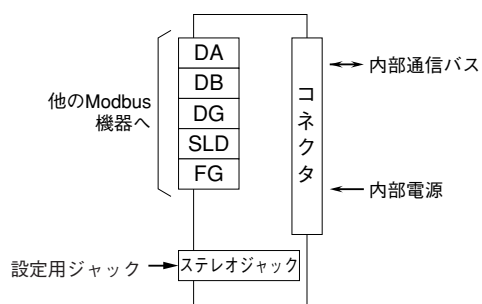 DA
DB
DG
SLD
FG
他のModbus
機器へ
コネクタ
内部通信バス
内部電源
設定用ジャック
ステレオジャック